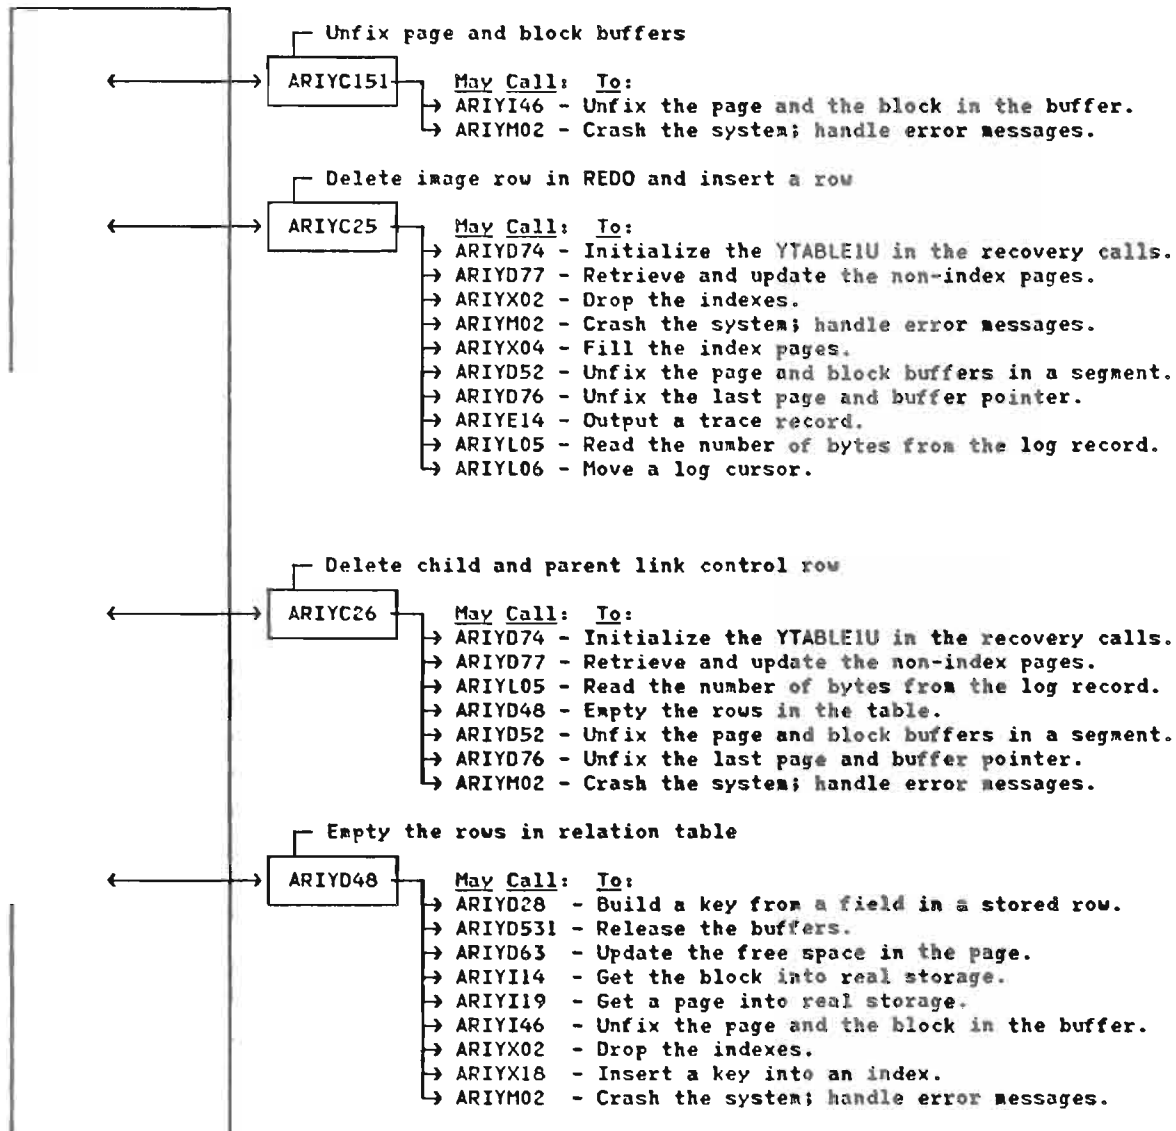 Unfix page and block buffers
ARIYC151 May Call: To:
ARIYI46 - Unfix the page and the block in the buffer.
ARIYM02 - Crash the system; handle error messages.
Delete image row in REDO and insert a row
ARIYC25 May Call: To:
ARIYD74 - Initialize the YTABLE1U in the recovery calls.
ARIYD77 - Retrieve and update the non-index pages.
ARIYX02 - Drop the indexes.
ARIYM02 - Crash the system; handle error messages.
ARIYX04 - Fill the index pages.
ARIYD52 - Unfix the page and block buffers in a segment.
ARIYD76 - Unfix the last page and buffer pointer.
ARIYE14 - Output a trace record.
ARIYL05 - Read the number of bytes from the log record.
ARIYL06 - Move a log cursor.
Delete child and parent link control row
ARIYC26 May Call: To:
ARIYD74 - Initialize the YTABLE1U in the recovery calls.
ARIYD77 - Retrieve and update the non-index pages.
ARIYL05 - Read the number of bytes from the log record.
ARIYD48 - Empty the rows in the table.
ARIYD52 - Unfix the page and block buffers in a segment.
ARIYD76 - Unfix the last page and buffer pointer.
ARIYM02 - Crash the system; handle error messages.
Empty the rows in relation table
ARIYD48 May Call: To:
ARIYD28 - Build a key from a field in a stored row.
ARIYD531 - Release the buffers.
ARIYD63 - Update the free space in the page.
ARIYI14 - Get the block into real storage.
ARIYI19 - Get a page into real storage.
ARIYI46 - Unfix the page and the block in the buffer.
ARIYX02 - Drop the indexes.
ARIYX18 - Insert a key into an index.
ARIYM02 - Crash the system; handle error messages.